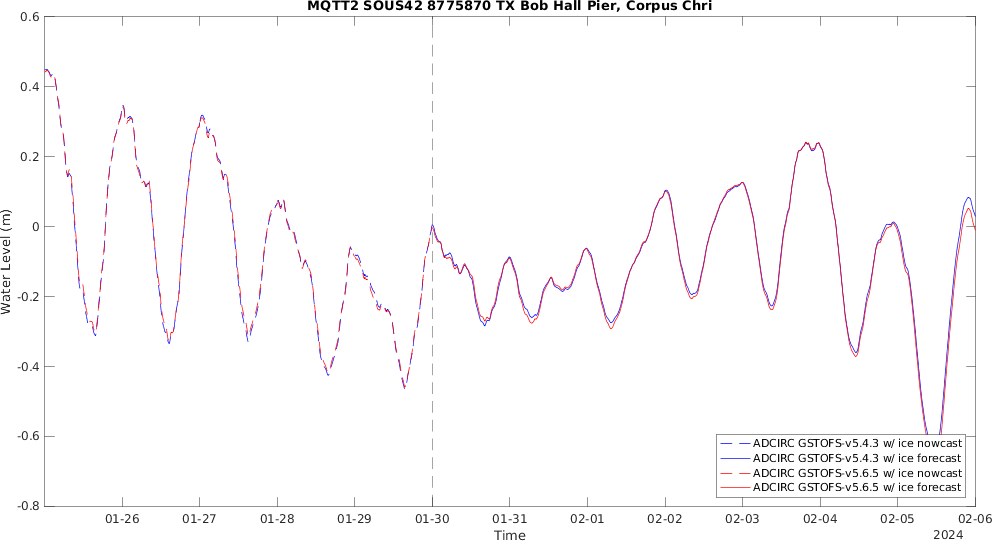 MQTT2 SOUS42 8775870 TX Bob Hall Pier, Corpus Chri
0.6
0.4
0.2
0
-0.2
-0.4
-0.6
-0.8
Water Level (m)
ADCIRC GSTOFS-v5.4.3 w/ ice nowcast
ADCIRC GSTOFS-v5.4.3 w/ ice forecast
ADCIRC GSTOFS-v5.6.5 w/ ice nowcast
ADCIRC GSTOFS-v5.6.5 w/ ice forecast
01-26 01-27 01-28 01-29 01-30 01-31 02-01 02-02 02-03 02-04 02-05 02-06
Time
2024